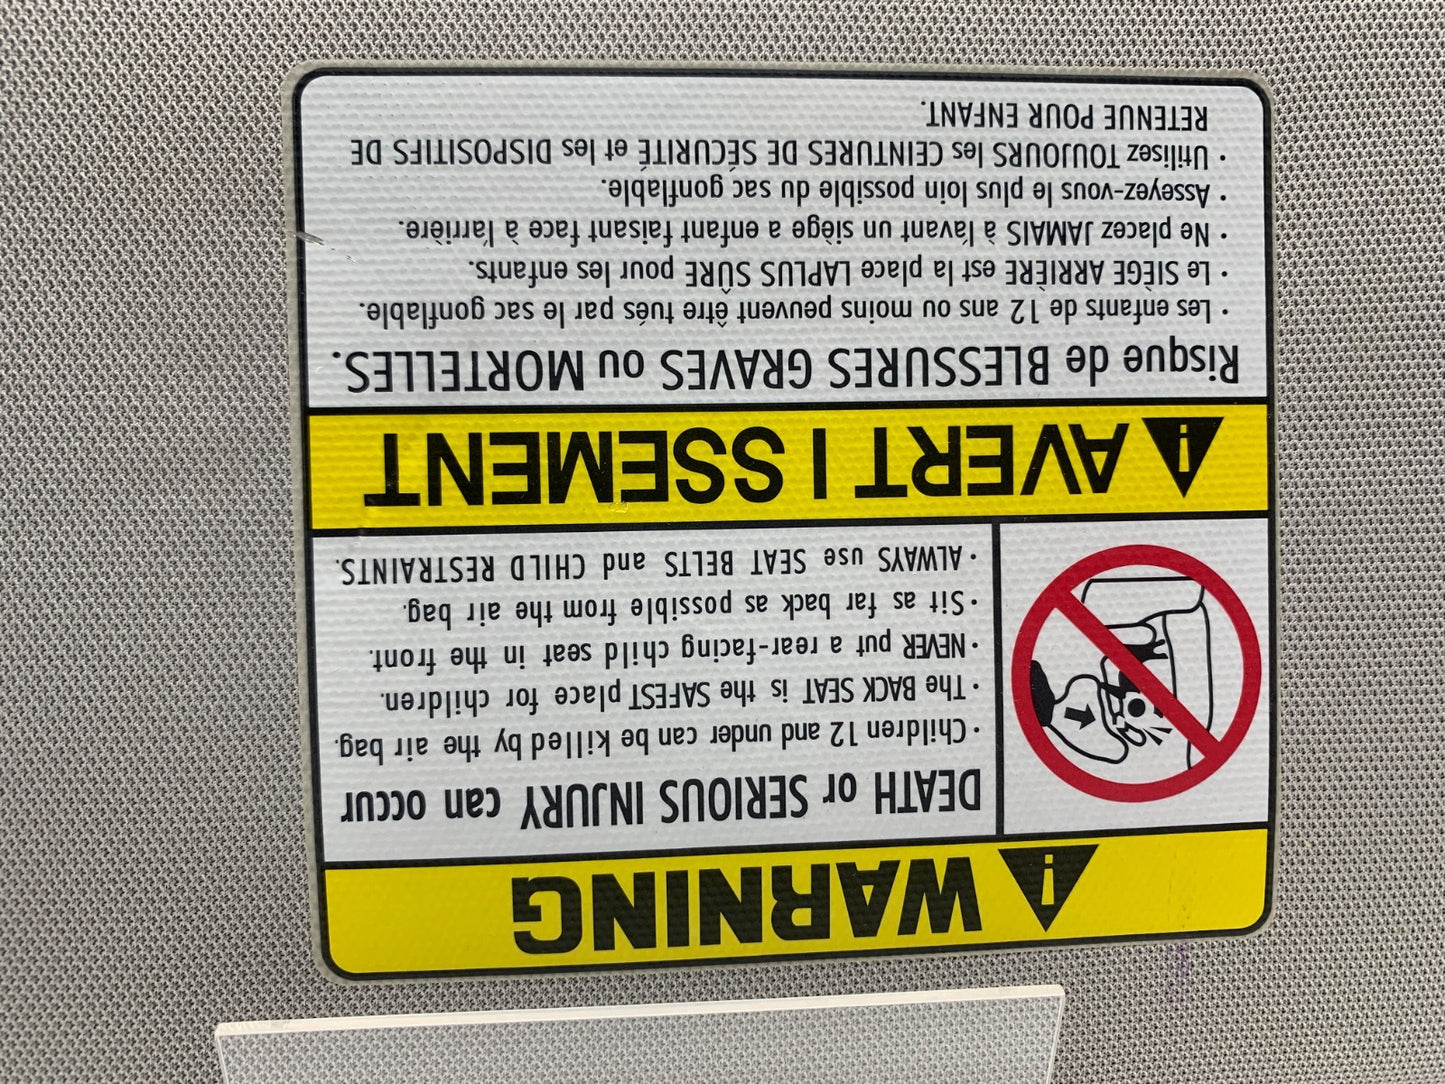 WARNING
DEATH or SERIOUS INJURY can occur
· Children 12 and under can be killed by the air bag.
· The BACK SEAT is the SAFEST place for children.
· NEVER put a rear-facing child seat in the front.
· Sit as far back as possible from the air bag.
· ALWAYS use SEAT BELTS and CHILD RESTRAINTS.
AVERT I SSEMENT
Risque de BLESSURES GRAVES ou MORTELLES.
· Les enfants de 12 ans ou moins peuvent être tués par le sac gonflable.
· Le SIÈGE ARRIÈRE est la place LAPLUS SÛRE pour les enfants.
· Ne placez JAMAIS à l'avant un siège a enfant faisant face à l'arrière.
· Asseyez-vous le plus loin possible du sac gonflable.
· Utilisez TOUJOURS les CEINTURES DE SÉCURITÉ et les DISPOSITIFS DE
RETENUE POUR ENFANT.